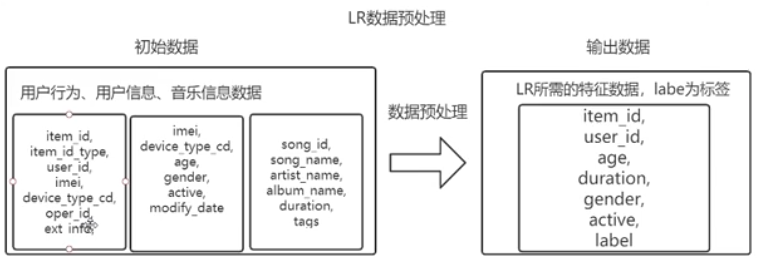 LR数据预处理
初始数据
输出数据
用户行为、用户信息、音乐信息数据
item_id,
item_id_type,
user_id,
imei,
device_type_cd,
oper_id,
ext_info,
imei,
device_type_cd,
age,
gender,
active,
modify_date
song_id,
song_name,
artist_name,
album_name,
duration,
tags
数据预处理
LR所需的特征数据，labe为标签
item_id,
user_id,
age,
duration,
gender,
active,
label